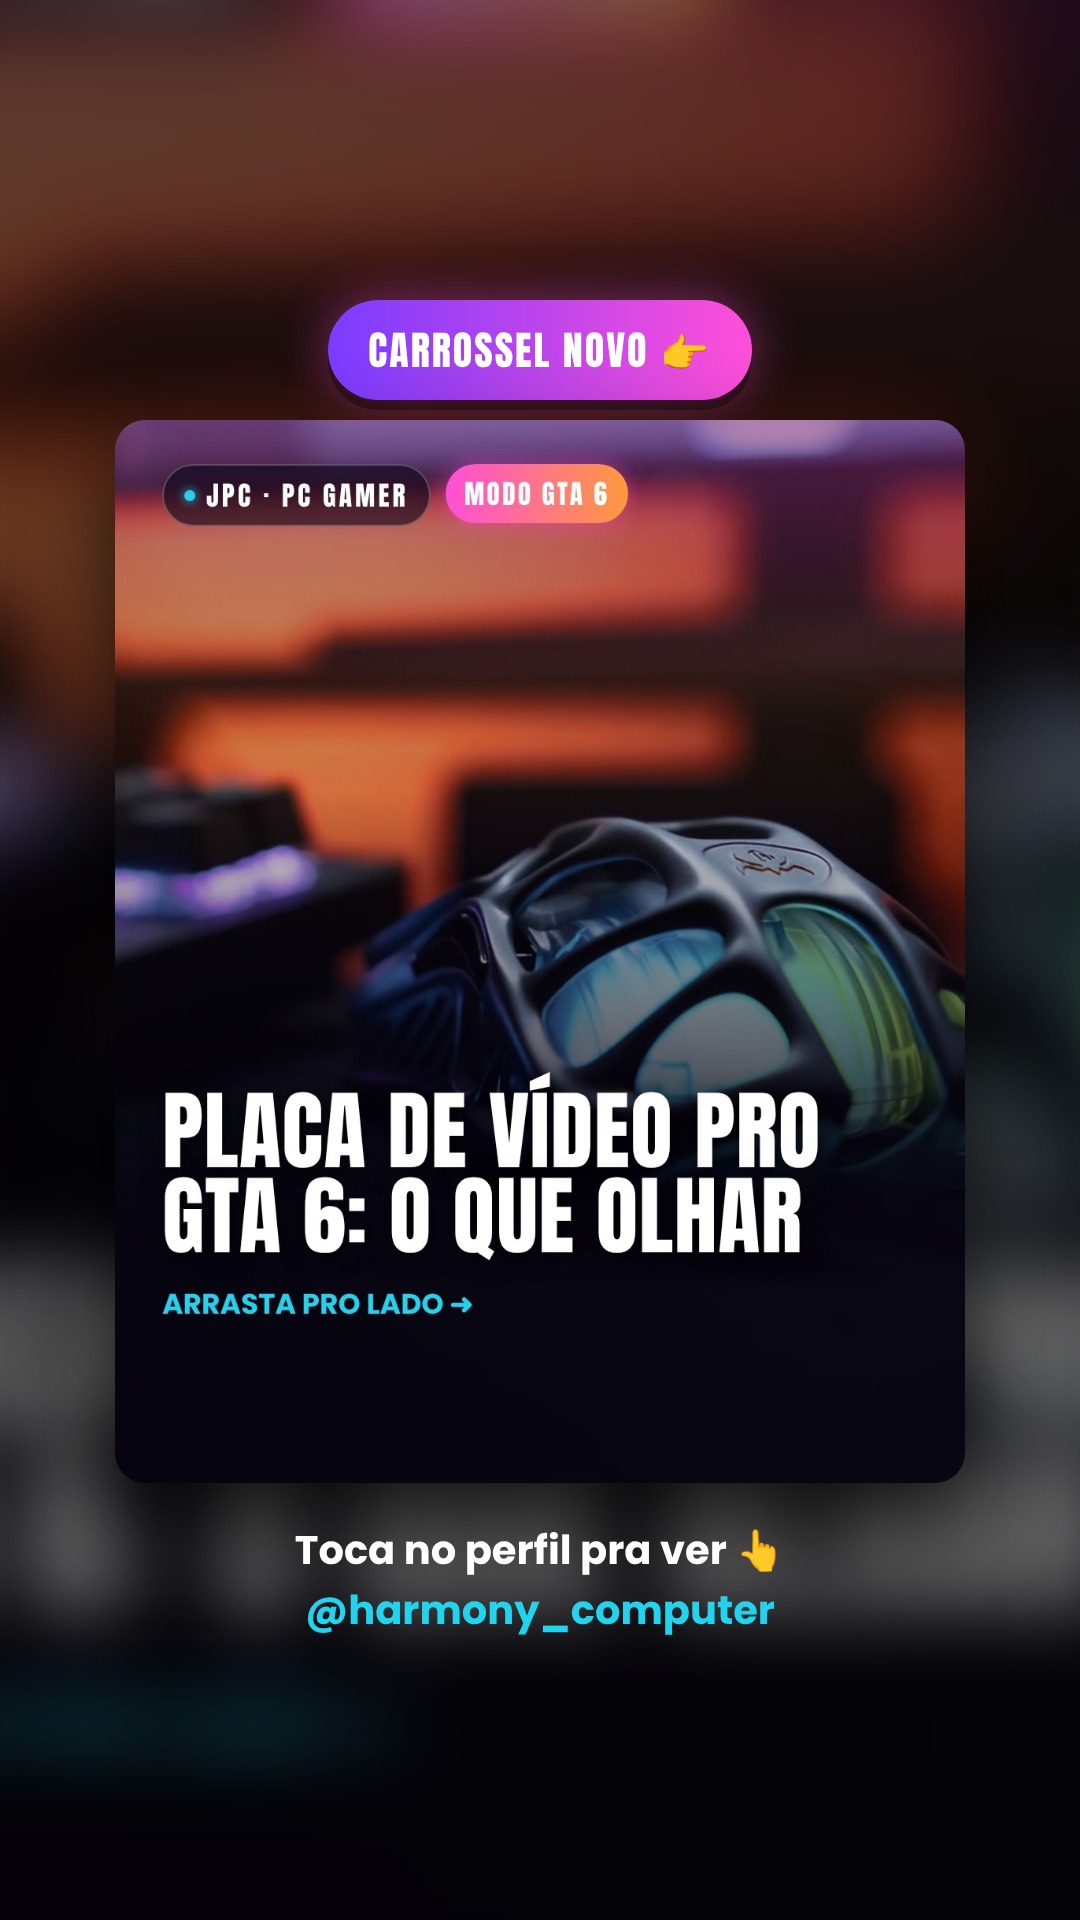 CARROSSEL NOVO 👉
JPC · PC GAMER
MODO GTA 6
PLACA DE VÍDEO PRO
GTA 6: O QUE OLHAR
ARRASTA PRO LADO ➜
Toca no perfil pra ver 👆
@harmony_computer